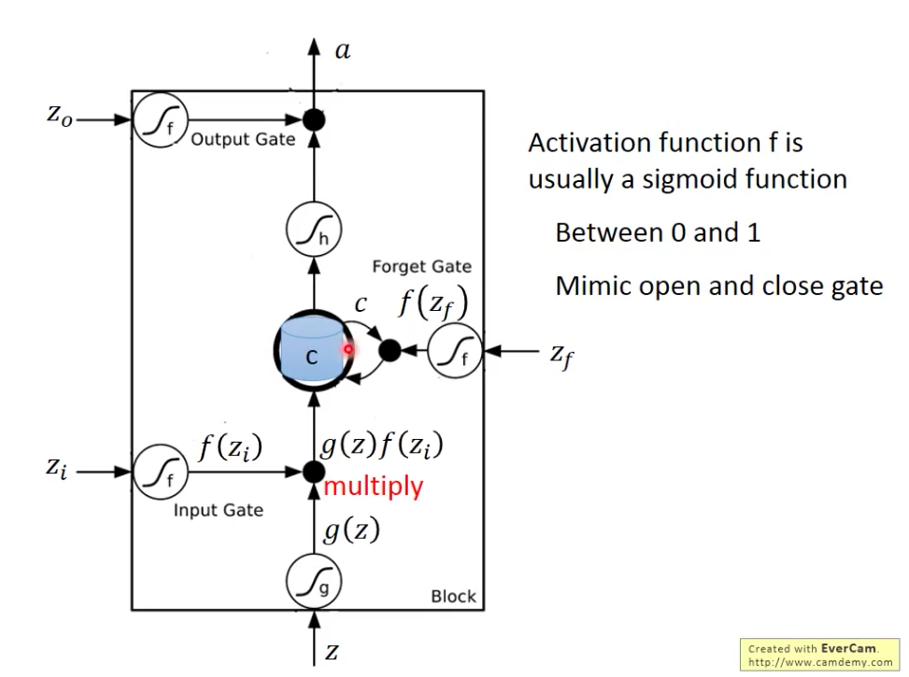 a
z_o
f
Output Gate
Activation function f is
usually a sigmoid function
h
Between 0 and 1
Forget Gate
Mimic open and close gate
c
f(z_f)
c
f
z_f
f(z_i)
g(z)f(z_i)
z_i
f
multiply
Input Gate
g(z)
g
Block
z
Created with EverCam.
http://www.camdemy.com